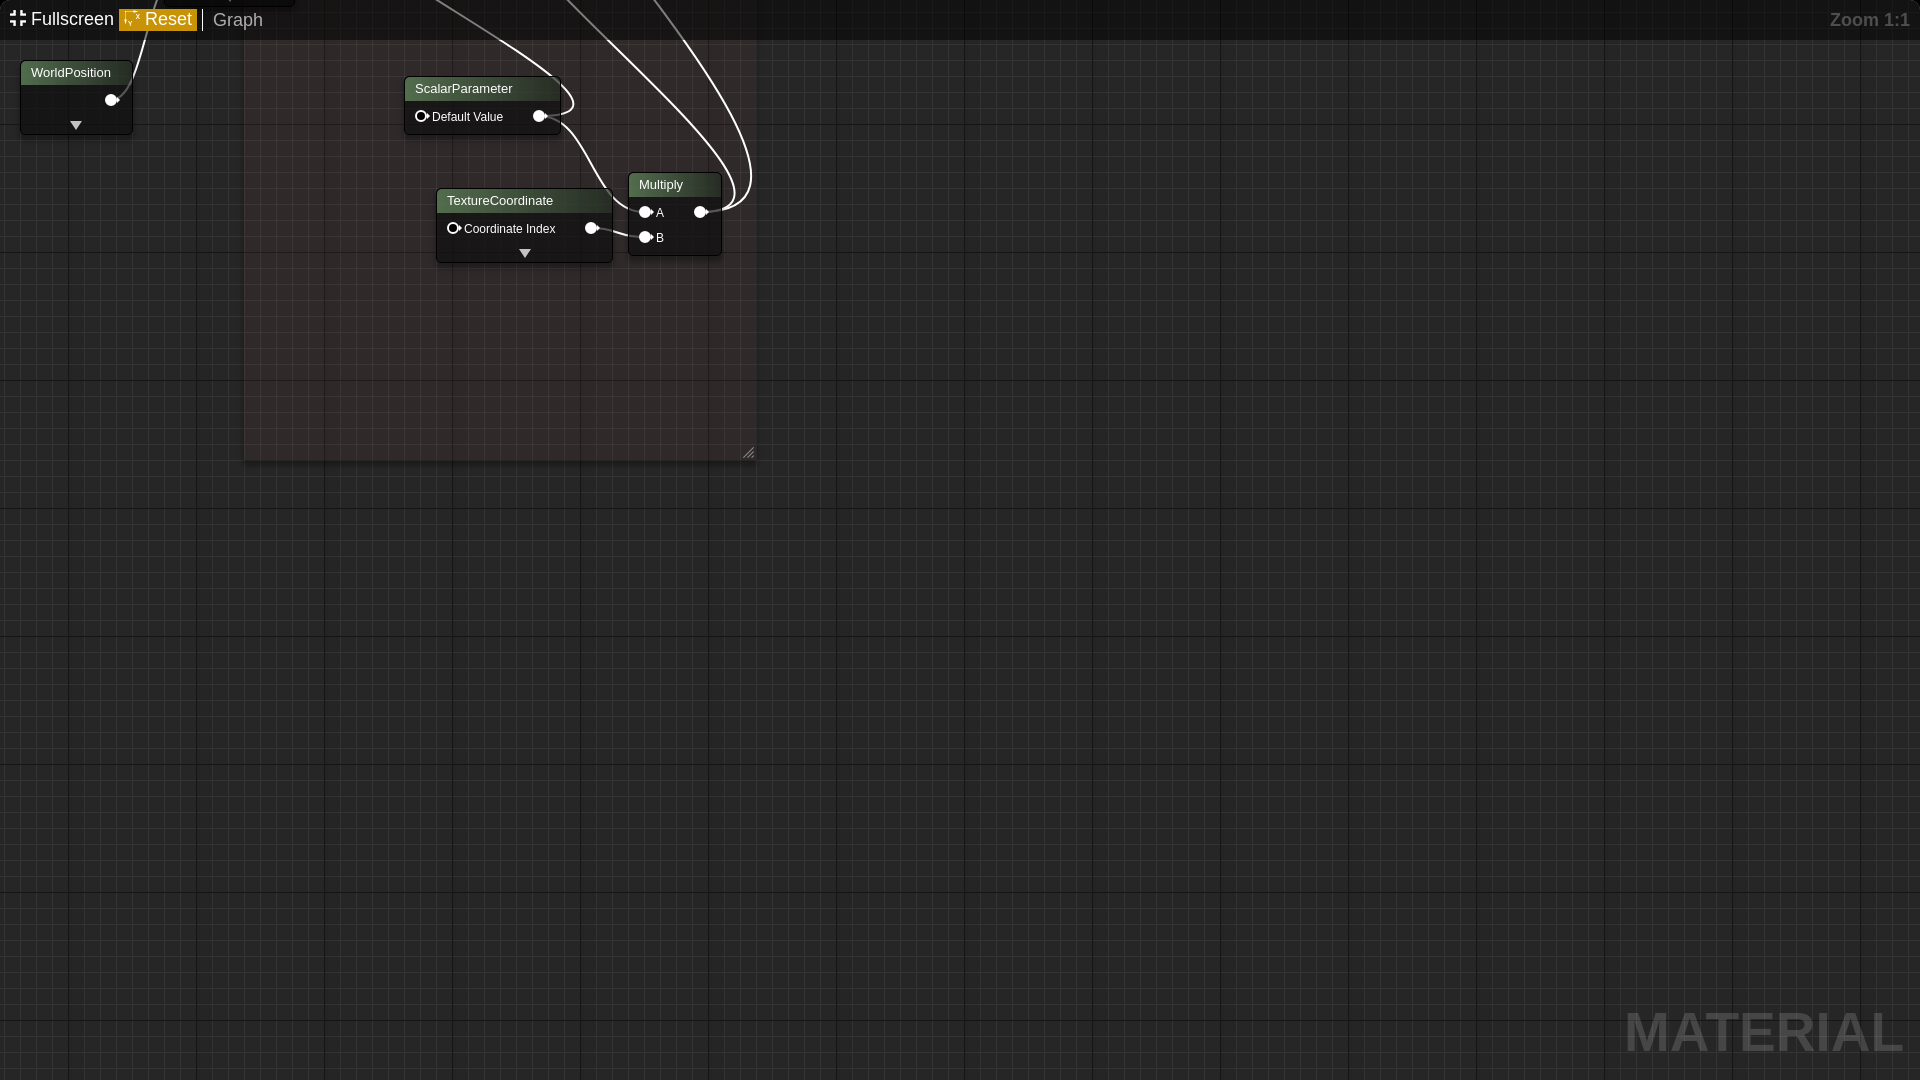 Fullscreen Reset Graph Zoom 1:1
WorldPosition
ScalarParameter
Default Value
TextureCoordinate
Coordinate Index
Multiply
A
B
MATERIAL